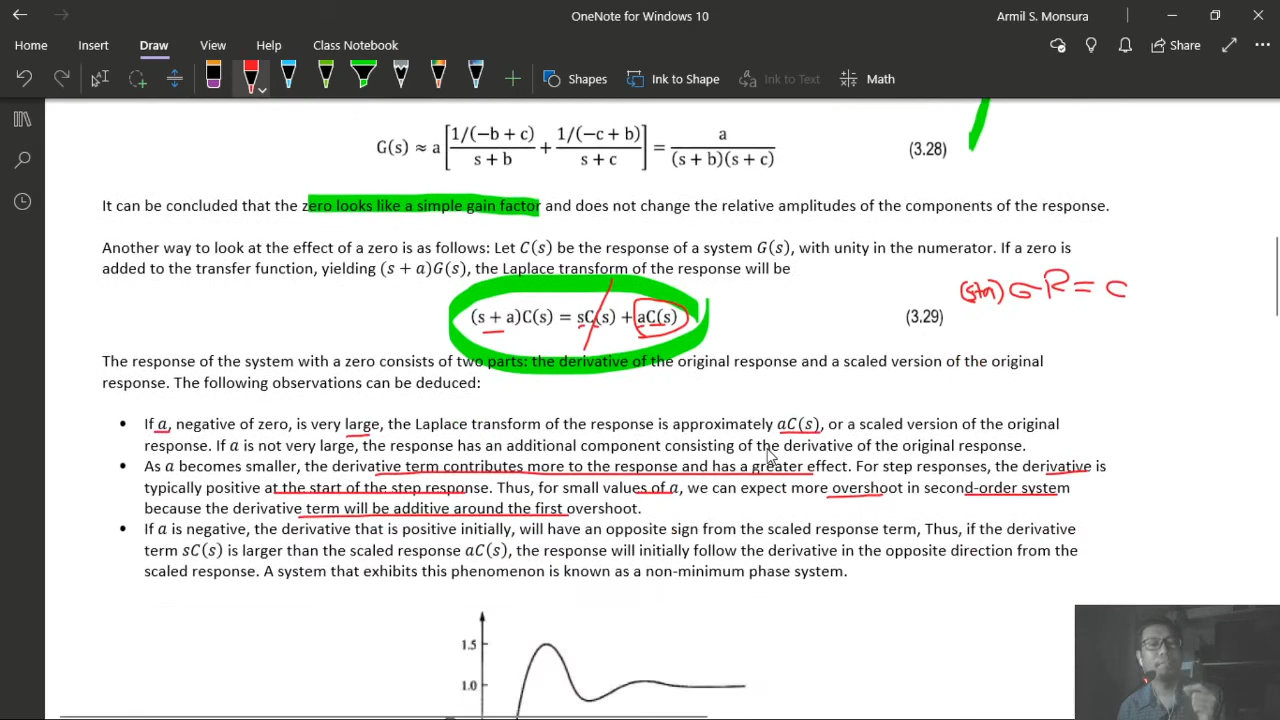 OneNote for Windows 10
Armil S. Monsura
Home Insert Draw View Help Class Notebook
Share
Shapes Ink to Shape Ink to Text Math
G(s) ≈ a [ 1/(−b + c) / s + b + 1/(−c + b) / s + c ] = a / (s + b)(s + c) (3.28)
It can be concluded that the zero looks like a simple gain factor and does not change the relative amplitudes of the components of the response.
Another way to look at the effect of a zero is as follows: Let C(s) be the response of a system G(s), with unity in the numerator. If a zero is
added to the transfer function, yielding (s + a)G(s), the Laplace transform of the response will be
(s+a) G R = C
(s + a)C(s) = sC(s) + aC(s) (3.29)
The response of the system with a zero consists of two parts: the derivative of the original response and a scaled version of the original
response. The following observations can be deduced:
• If a, negative of zero, is very large, the Laplace transform of the response is approximately aC(s), or a scaled version of the original
response. If a is not very large, the response has an additional component consisting of the derivative of the original response.
• As a becomes smaller, the derivative term contributes more to the response and has a greater effect. For step responses, the derivative is
typically positive at the start of the step response. Thus, for small values of a, we can expect more overshoot in second-order system
because the derivative term will be additive around the first overshoot.
• If a is negative, the derivative that is positive initially, will have an opposite sign from the scaled response term, Thus, if the derivative
term sC(s) is larger than the scaled response aC(s), the response will initially follow the derivative in the opposite direction from the
scaled response. A system that exhibits this phenomenon is known as a non-minimum phase system.
1.5
1.0